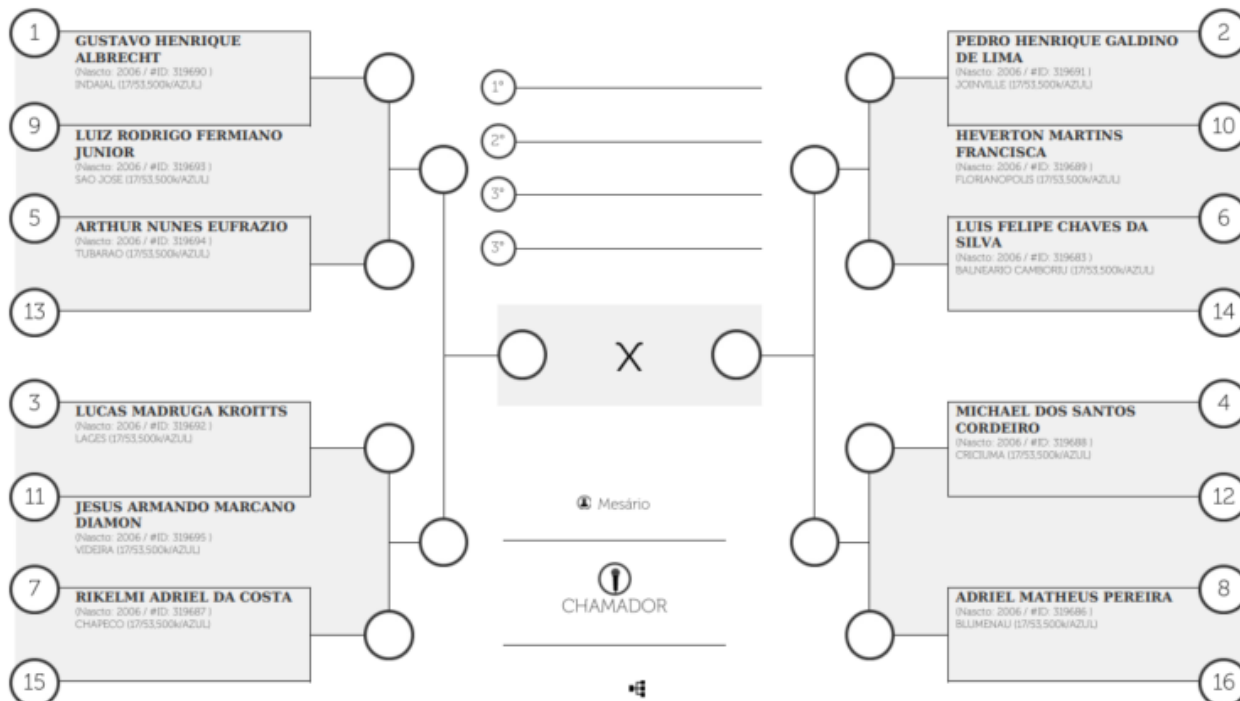 1
GUSTAVO HENRIQUE
ALBRECHT
(Nascto: 2006 / #ID: 319690 )
INDAIAL (17/53,500k/AZUL)
9
LUIZ RODRIGO FERMIANO
JUNIOR
(Nascto: 2006 / #ID: 319693 )
SAO JOSE (17/53,500k/AZUL)
5
ARTHUR NUNES EUFRAZIO
(Nascto: 2006 / #ID: 319694 )
TUBARAO (17/53,500k/AZUL)
13
3
LUCAS MADRUGA KROITTS
(Nascto: 2006 / #ID: 319692 )
LAGES (17/53,500k/AZUL)
11
JESUS ARMANDO MARCANO
DIAMON
(Nascto: 2006 / #ID: 319695 )
VIDEIRA (17/53,500k/AZUL)
7
RIKELMI ADRIEL DA COSTA
(Nascto: 2006 / #ID: 319687 )
CHAPECO (17/53,500k/AZUL)
15
1°
2°
3°
3°
X
Mesário
CHAMADOR
2
PEDRO HENRIQUE GALDINO
DE LIMA
(Nascto: 2006 / #ID: 319691 )
JOINVILLE (17/53,500k/AZUL)
10
HEVERTON MARTINS
FRANCISCA
(Nascto: 2006 / #ID: 319689 )
FLORIANOPOLIS (17/53,500k/AZUL)
6
LUIS FELIPE CHAVES DA
SILVA
(Nascto: 2006 / #ID: 319683 )
BALNEARIO CAMBORIU (17/53,500k/AZUL)
14
4
MICHAEL DOS SANTOS
CORDEIRO
(Nascto: 2006 / #ID: 319688 )
CRICIUMA (17/53,500k/AZUL)
12
8
ADRIEL MATHEUS PEREIRA
(Nascto: 2006 / #ID: 319686 )
BLUMENAU (17/53,500k/AZUL)
16